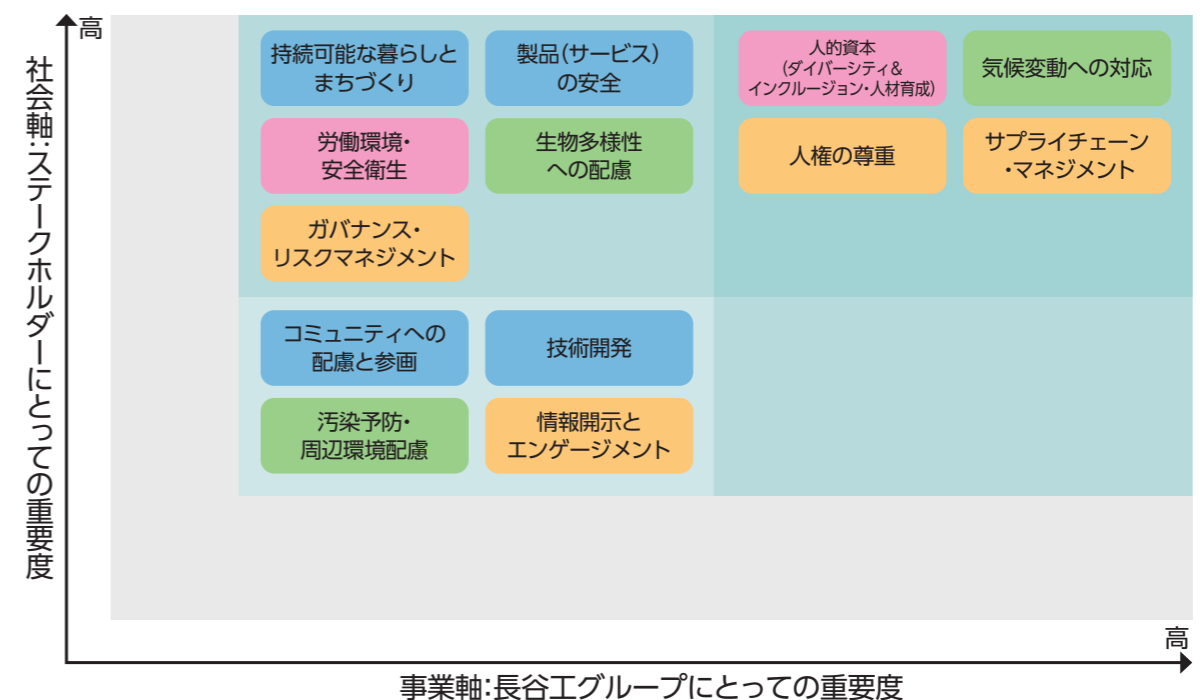 高
社会軸:ステークホルダーにとっての重要度
持続可能な暮らしと
まちづくり
製品(サービス)
の安全
人的資本
(ダイバーシティ&
インクルージョン・人材育成)
気候変動への対応
労働環境・
安全衛生
生物多様性
への配慮
人権の尊重
サプライチェーン
・マネジメント
ガバナンス・
リスクマネジメント
コミュニティへの
配慮と参画
技術開発
汚染予防・
周辺環境配慮
情報開示と
エンゲージメント
高
事業軸:長谷工グループにとっての重要度